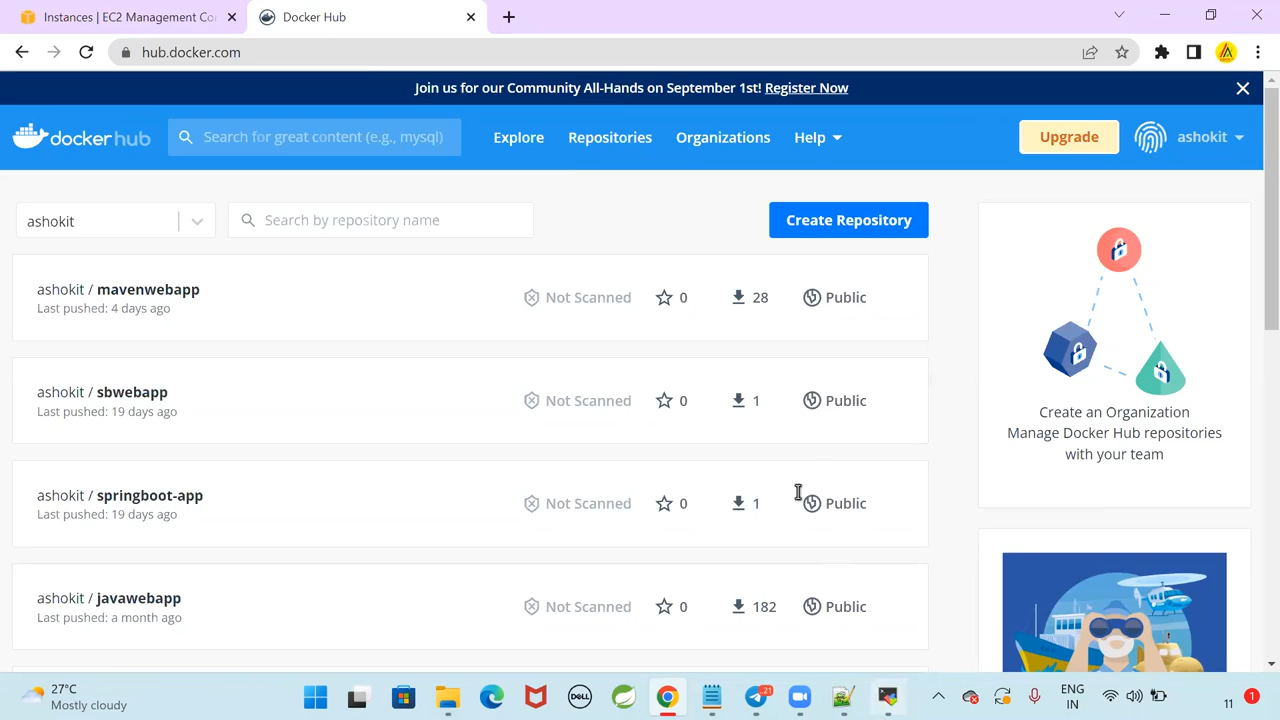 Instances | EC2 Management Con
Docker Hub
hub.docker.com
Join us for our Community All-Hands on September 1st! Register Now
dockerhub
Search for great content (e.g., mysql)
Explore
Repositories
Organizations
Help
Upgrade
ashokit
ashokit
Search by repository name
Create Repository
ashokit / mavenwebapp
Last pushed: 4 days ago
Not Scanned
0
28
Public
ashokit / sbwebapp
Last pushed: 19 days ago
Not Scanned
0
1
Public
ashokit / springboot-app
Last pushed: 19 days ago
Not Scanned
0
1
Public
ashokit / javawebapp
Last pushed: a month ago
Not Scanned
0
182
Public
Create an Organization
Manage Docker Hub repositories
with your team
27°C
Mostly cloudy
DELL
21
ENG
IN
11
1